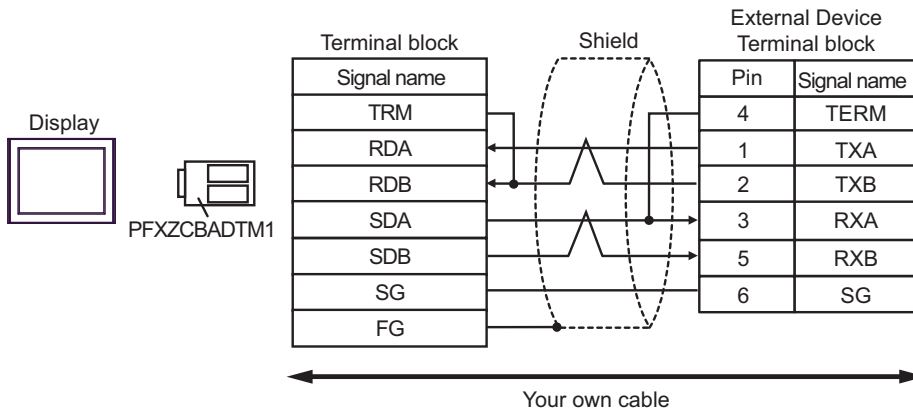 External Device
Terminal block
Shield
Terminal block
Signal name
Pin
Signal name
TRM
4
TERM
Display
RDA
1
TXA
RDB
2
TXB
PFXZCBADTM1
SDA
3
RXA
SDB
5
RXB
SG
6
SG
FG
Your own cable